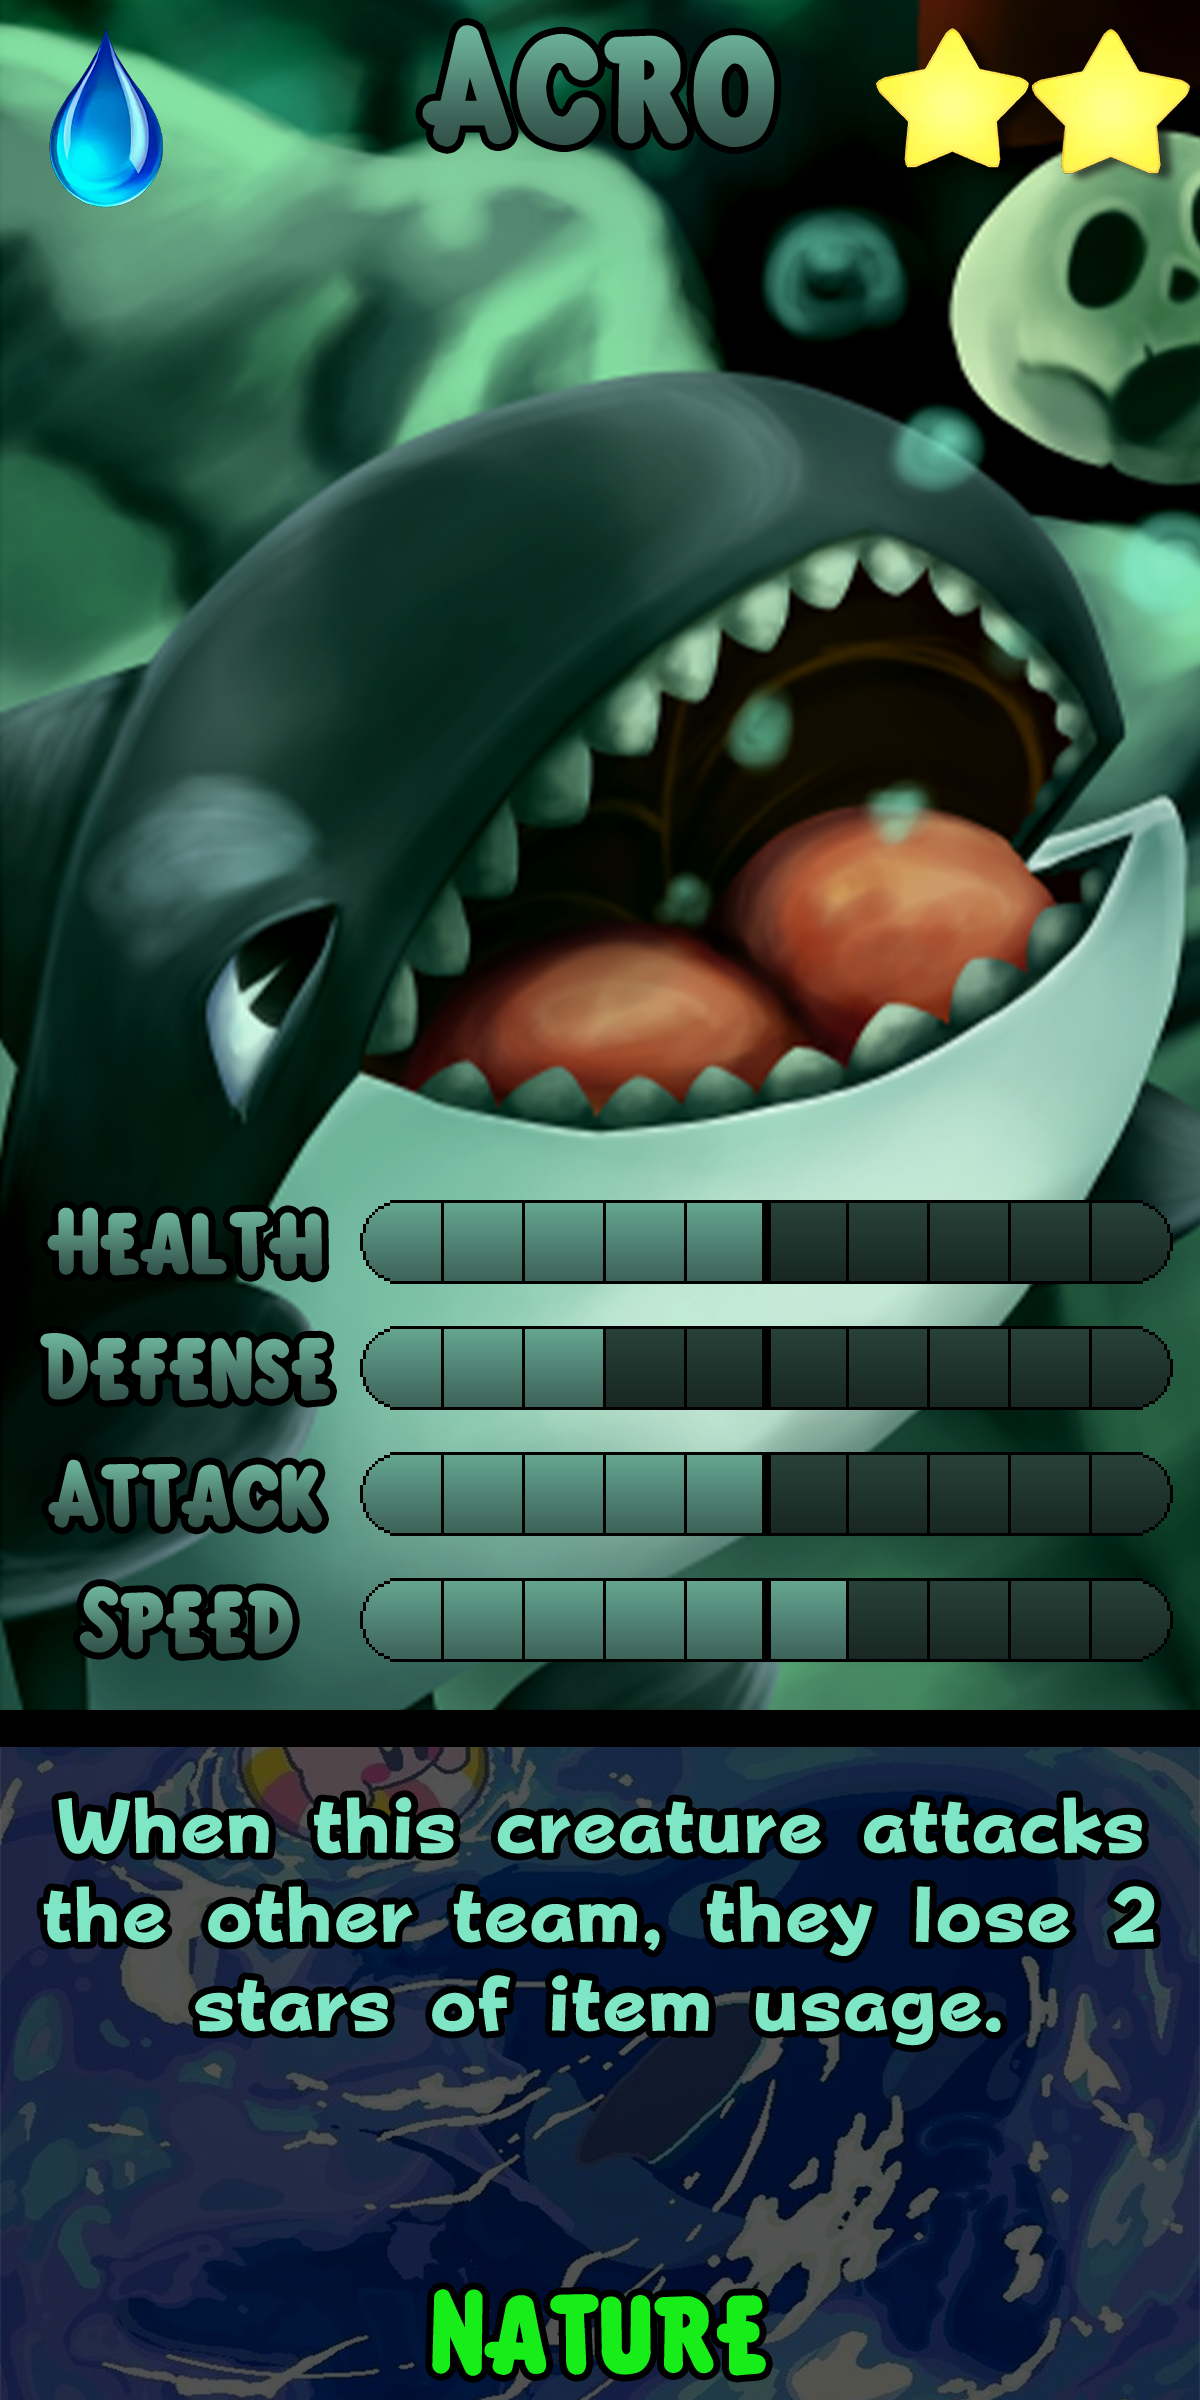 ACRO
HEALTH
DEFENSE
ATTACK
SPEED
When this creature attacks
the other team, they lose 2
stars of item usage.
NATURE